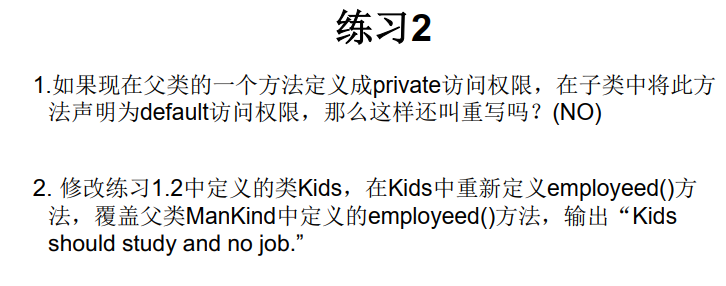 练习2
1.如果现在父类的一个方法定义成private访问权限，在子类中将此方
法声明为default访问权限，那么这样还叫重写吗？(NO)
2. 修改练习1.2中定义的类Kids，在Kids中重新定义employeed()方
法，覆盖父类ManKind中定义的employeed()方法，输出“Kids
should study and no job.”